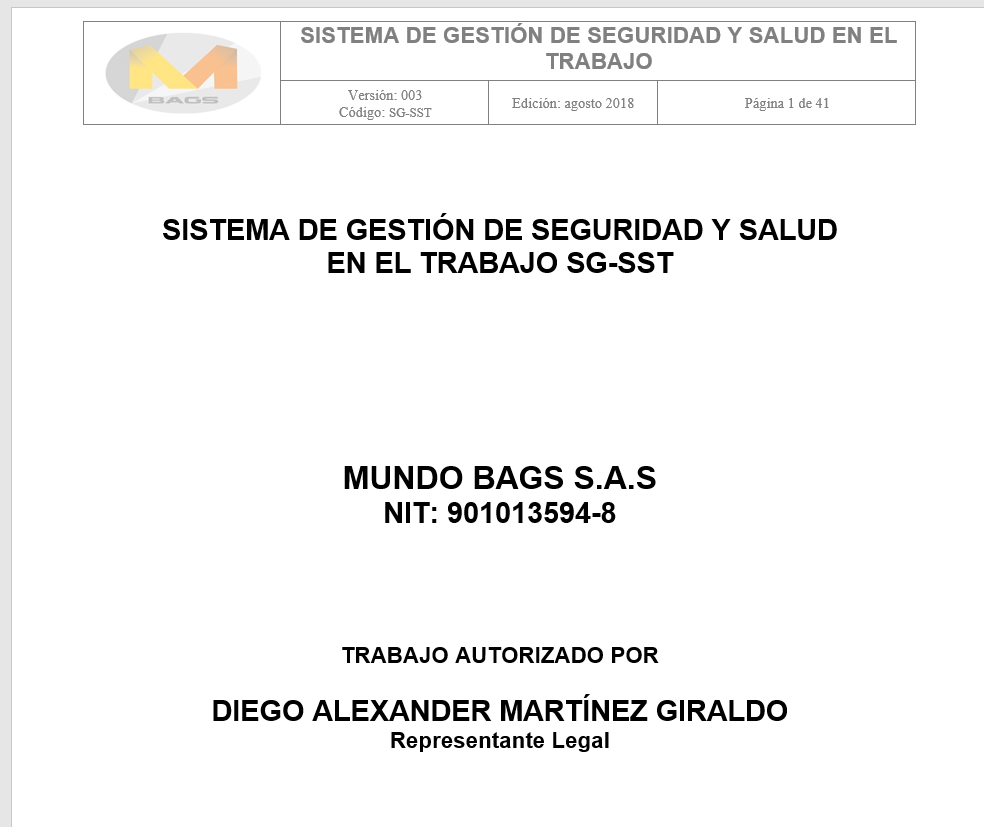 BAGS
SISTEMA DE GESTIÓN DE SEGURIDAD Y SALUD EN EL
TRABAJO
Versión: 003
Código: SG-SST
Edición: agosto 2018
Página 1 de 41
SISTEMA DE GESTIÓN DE SEGURIDAD Y SALUD
EN EL TRABAJO SG-SST
MUNDO BAGS S.A.S
NIT: 901013594-8
TRABAJO AUTORIZADO POR
DIEGO ALEXANDER MARTÍNEZ GIRALDO
Representante Legal